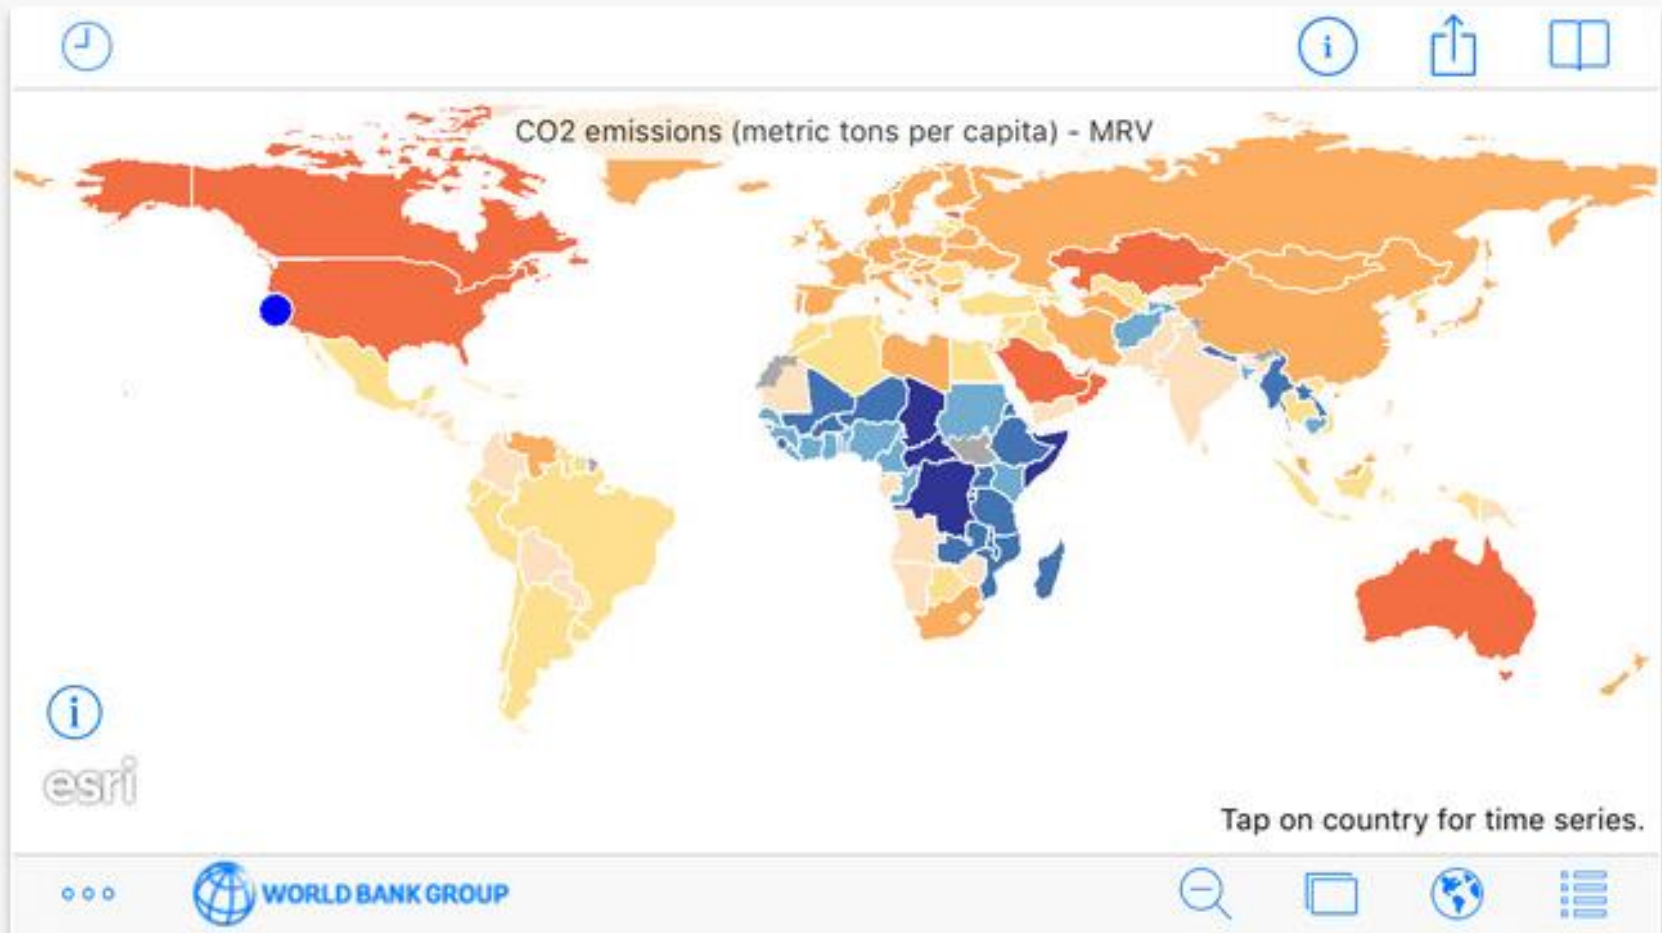 CO2 emissions (metric tons per capita) - MRV
esri
Tap on country for time series.
WORLD BANK GROUP